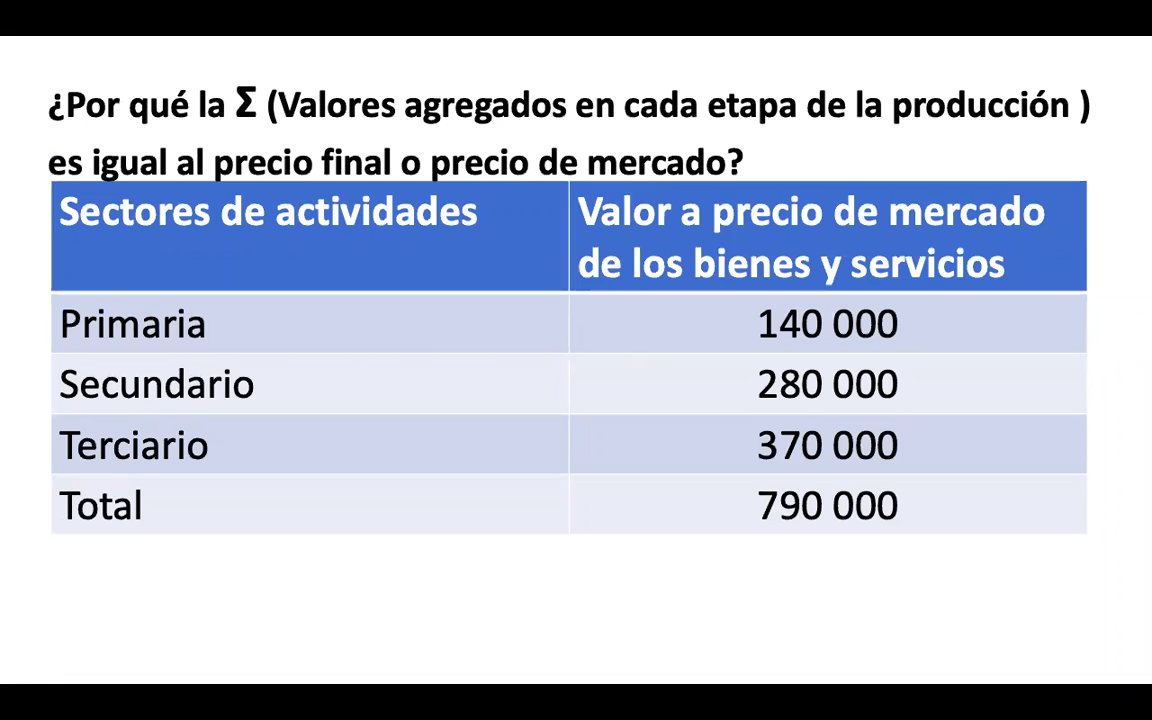 ¿Por qué la Σ (Valores agregados en cada etapa de la producción )
es igual al precio final o precio de mercado?
Sectores de actividades
Valor a precio de mercado
de los bienes y servicios
Primaria
140 000
Secundario
280 000
Terciario
370 000
Total
790 000